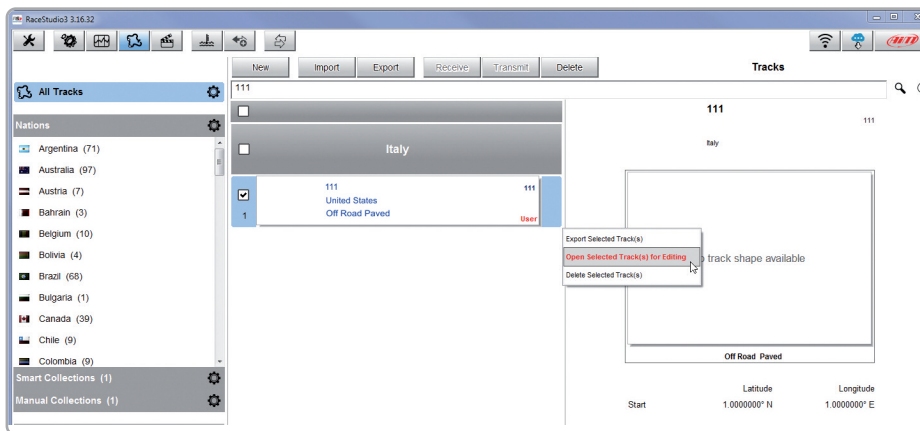 RaceStudio3 3.16.32
New Import Export Receive Transmit Delete
Tracks
All Tracks
111
Nations
Argentina (71)
Australia (97)
Austria (7)
Bahrain (3)
Belgium (10)
Bolivia (4)
Brazil (68)
Bulgaria (1)
Canada (39)
Chile (9)
Colombia (9)
Smart Collections (1)
Manual Collections (1)
Italy
111 111
United States
1 Off Road Paved User
Export Selected Track(s)
Open Selected Track(s) for Editing
Delete Selected Track(s)
111
111
Italy
track shape available
Off Road Paved
Latitude Longitude
Start 1.0000000° N 1.0000000° E